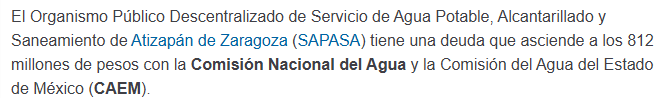 El Organismo Público Descentralizado de Servicio de Agua Potable, Alcantarillado y
Saneamiento de Atizapán de Zaragoza (SAPASA) tiene una deuda que asciende a los 812
millones de pesos con la Comisión Nacional del Agua y la Comisión del Agua del Estado
de México (CAEM).